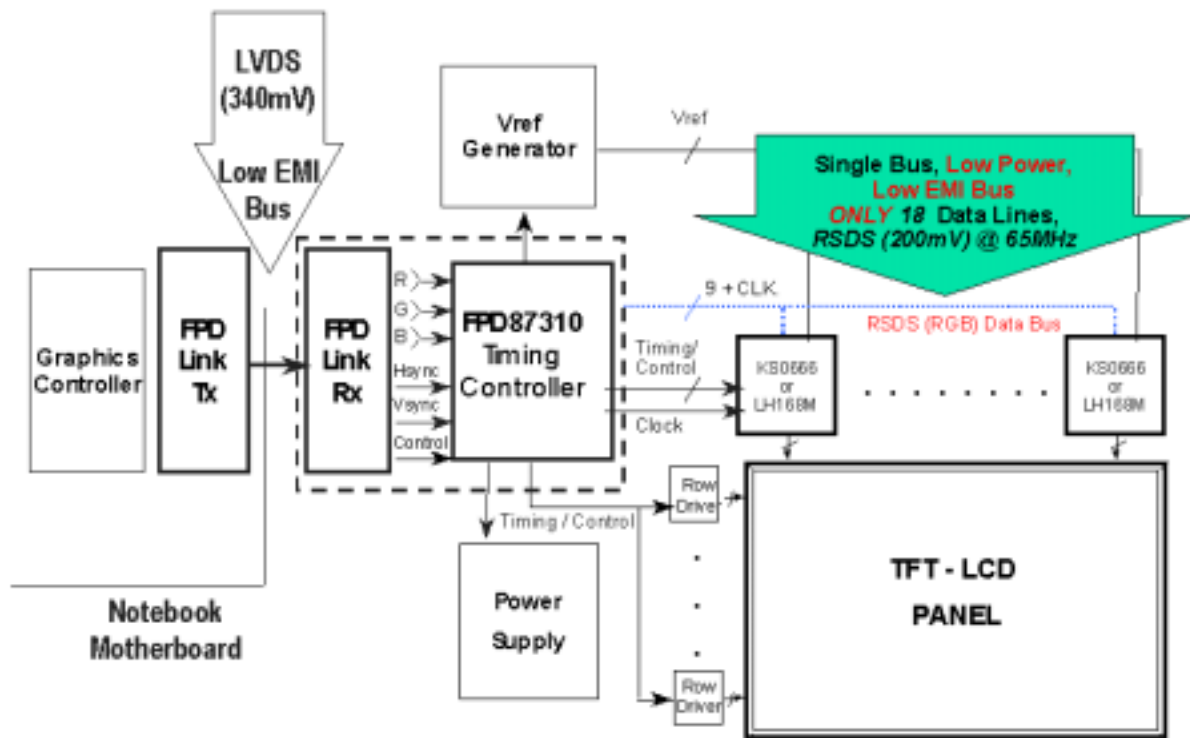 LVDS
(340mV)
Low EMI
Bus
Vref
Generator
Vref
Single Bus, Low Power,
Low EMI Bus
ONLY 18 Data Lines,
RSDS (200mV) @ 65MHz
Graphics
Controller
FPD
Link
Tx
FPD
Link
Rx
R
G
B
Hsync
Vsync
Control
FPD87310
Timing
Controller
9 + CLK
RSDS (RGB) Data Bus
Timing/
Control
Clock
KS0666
or
LH168M
KS0666
or
LH168M
Timing / Control
Row
Driver
Row
Driver
Power
Supply
TFT - LCD
PANEL
Notebook
Motherboard